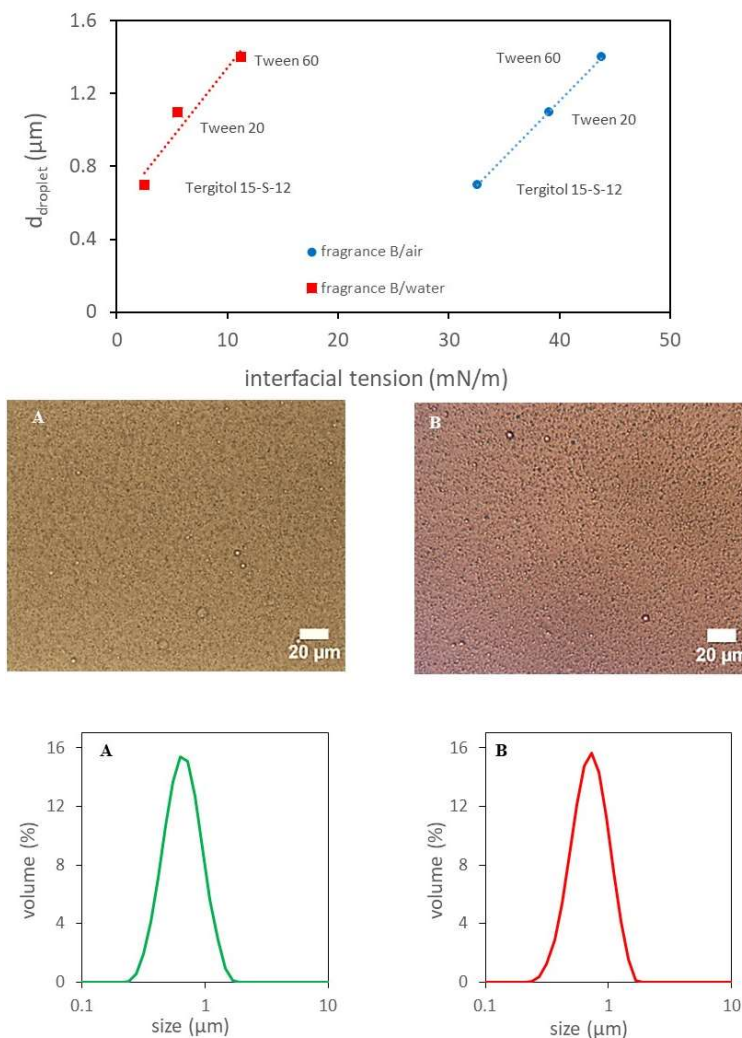 1.6
1.2
0.8
0.4
0
d droplet (µm)
Tween 60
Tween 20
Tergitol 15-S-12
Tween 60
Tween 20
Tergitol 15-S-12
fragrance B/air
fragrance B/water
0 10 20 30 40 50
interfacial tension (mN/m)
A
20 µm
B
20 µm
A
16
12
8
4
0
volume (%)
0.1 1 10
size (µm)
B
16
12
8
4
0
volume (%)
0.1 1 10
size (µm)